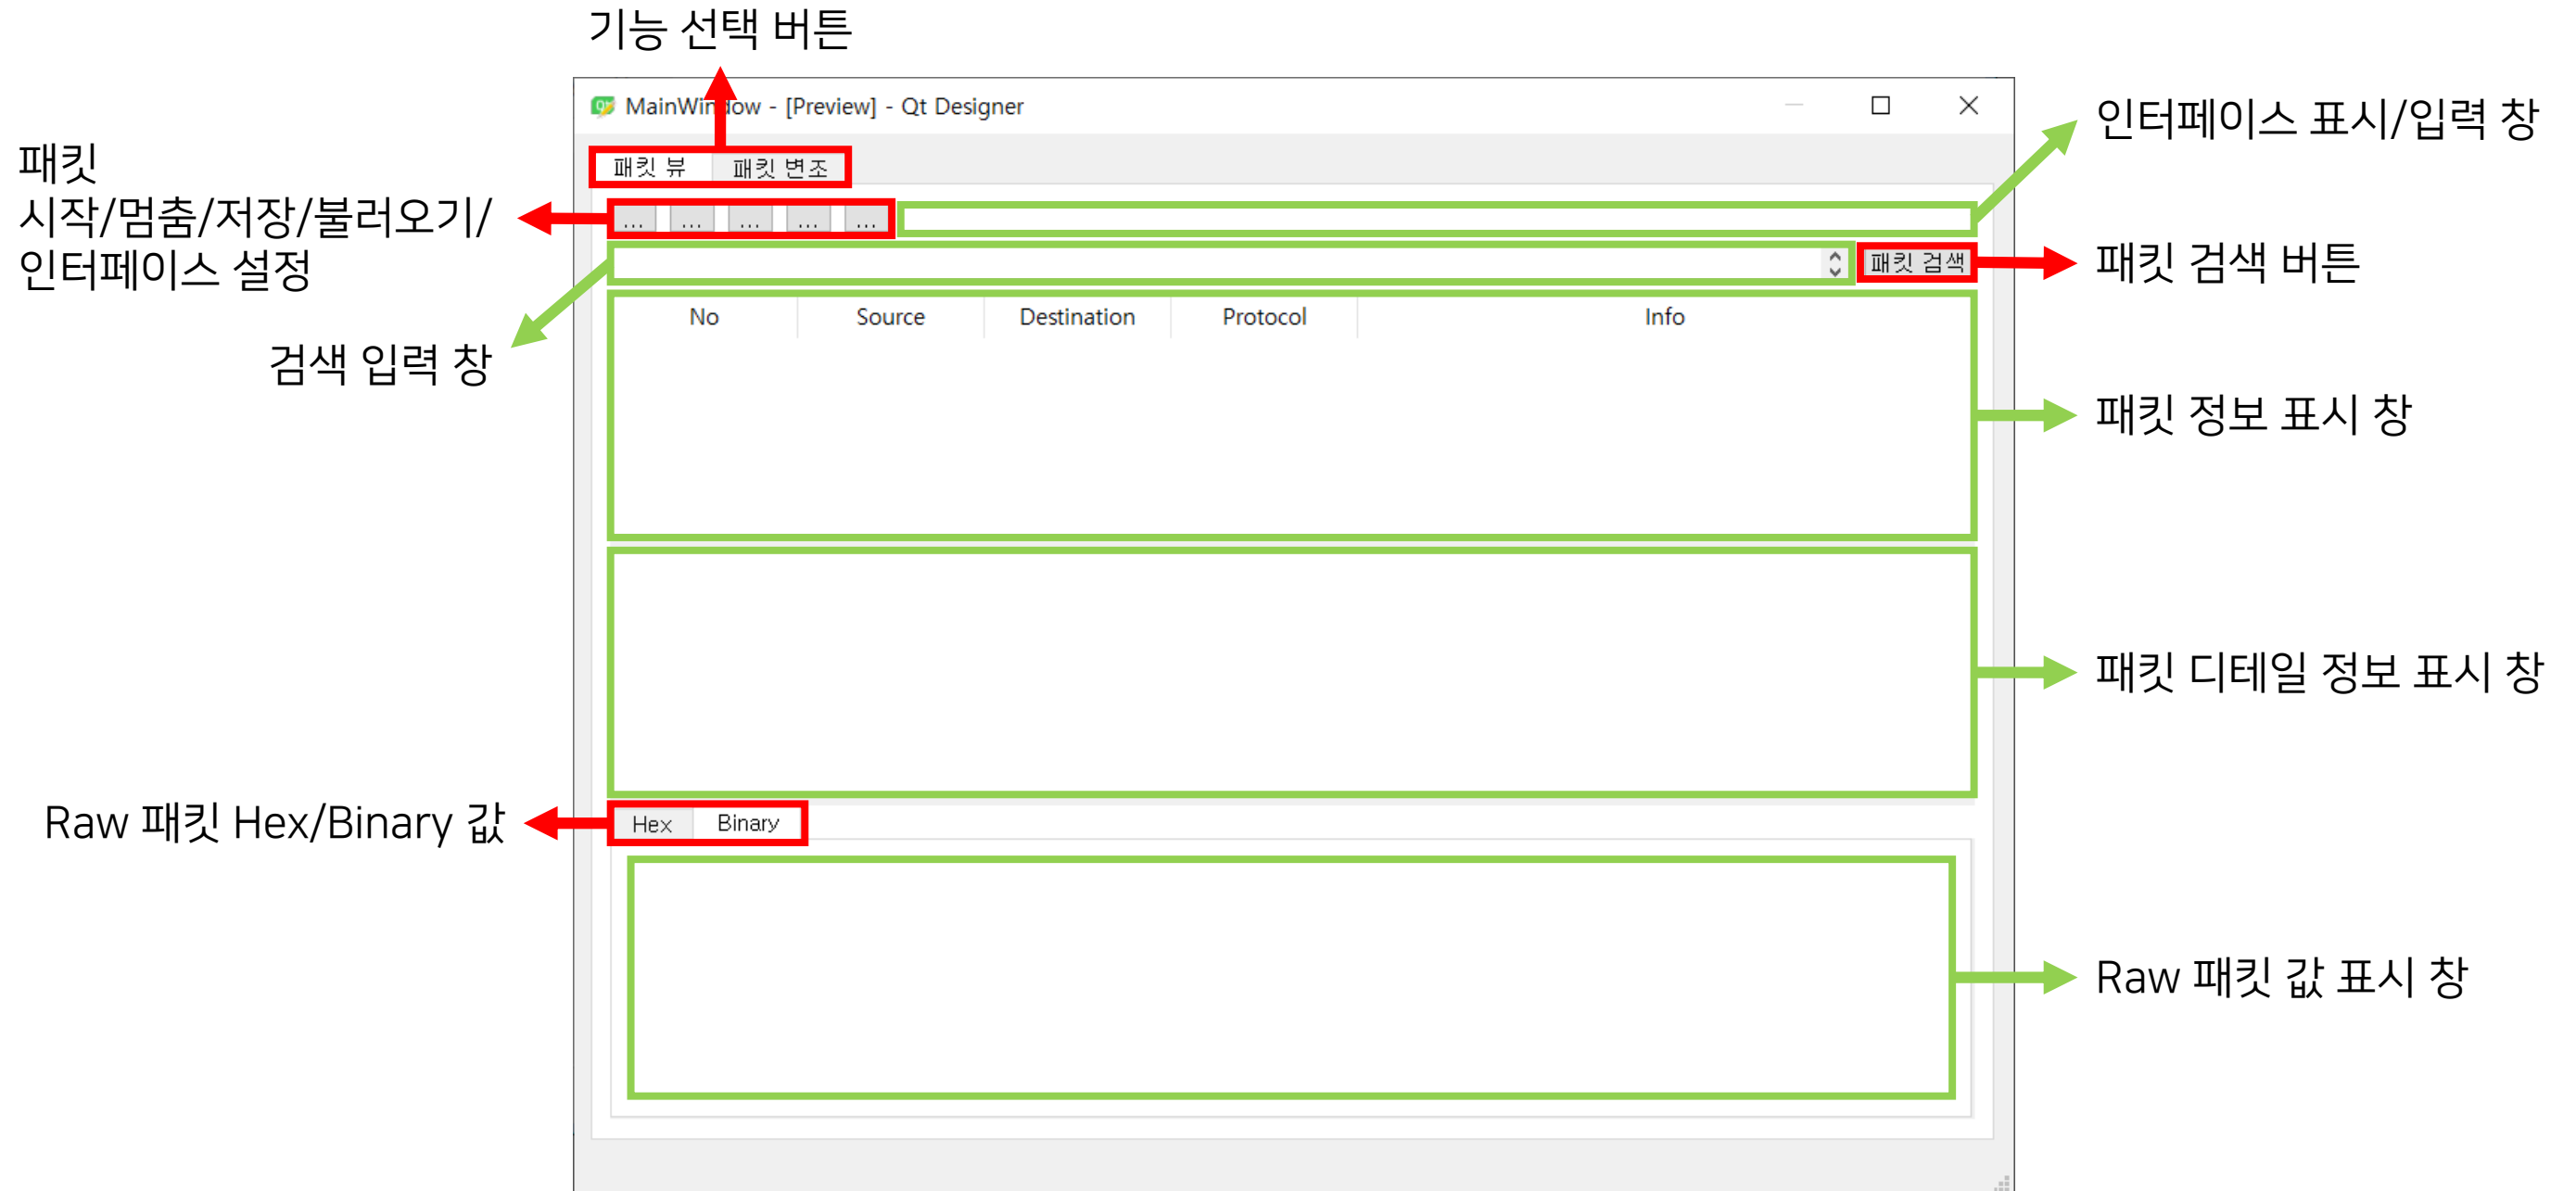 기능 선택 버튼
MainWindow - [Preview] - Qt Designer
인터페이스 표시/입력 창
패킷
시작/멈춤/저장/불러오기/
인터페이스 설정
패킷 뷰 패킷 변조
... ... ... ... ...
패킷 검색
패킷 검색 버튼
No Source Destination Protocol Info
검색 입력 창
패킷 정보 표시 창
패킷 디테일 정보 표시 창
Raw 패킷 Hex/Binary 값
Hex Binary
Raw 패킷 값 표시 창